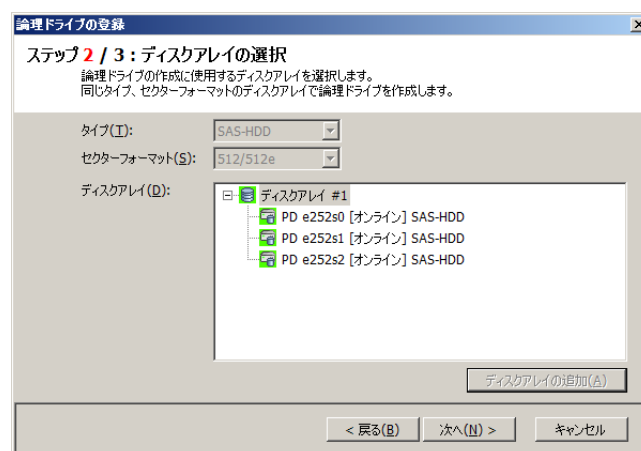 論理ドライブの登録
ステップ 2 / 3 : ディスクアレイの選択
論理ドライブの作成に使用するディスクアレイを選択します。
同じタイプ、セクターフォーマットのディスクアレイで論理ドライブを作成します。
タイプ(T): SAS-HDD
セクターフォーマット(S): 512/512e
ディスクアレイ(D):
ディスクアレイ #1
PD e252s0 [オンライン] SAS-HDD
PD e252s1 [オンライン] SAS-HDD
PD e252s2 [オンライン] SAS-HDD
ディスクアレイの追加(A)
< 戻る(B) 次へ(N) > キャンセル